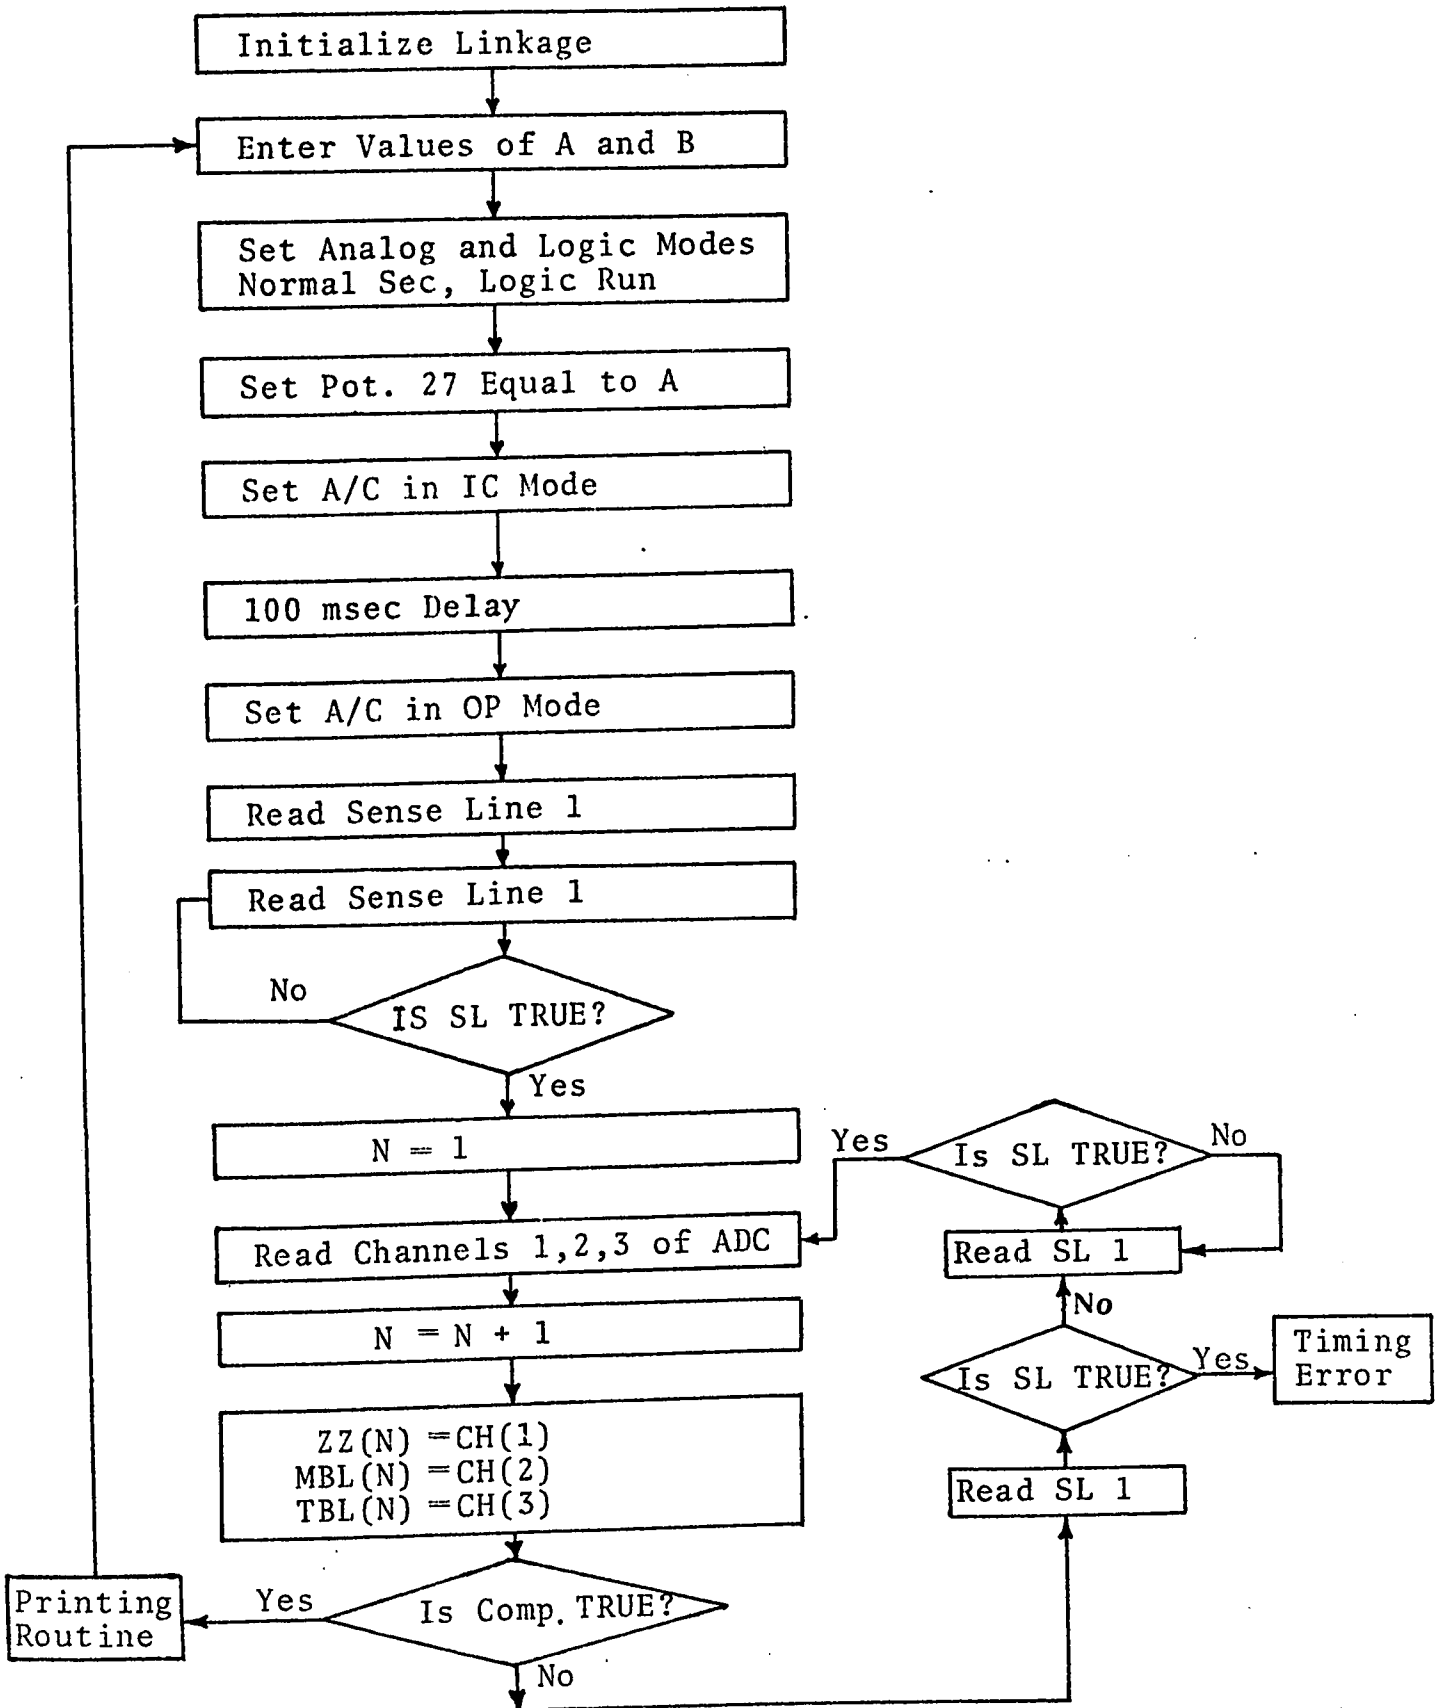 Initialize Linkage
Enter Values of A and B
Set Analog and Logic Modes
Normal Sec, Logic Run
Set Pot. 27 Equal to A
Set A/C in IC Mode
100 msec Delay
Set A/C in OP Mode
Read Sense Line 1
Read Sense Line 1
No
IS SL TRUE?
Yes
N = 1
Read Channels 1,2,3 of ADC
N = N + 1
ZZ(N) = CH(1)
MBL(N) = CH(2)
TBL(N) = CH(3)
Is Comp. TRUE?
Yes
Printing
Routine
No
Read SL 1
Is SL TRUE?
Yes
Timing
Error
No
Read SL 1
Is SL TRUE?
No
Yes